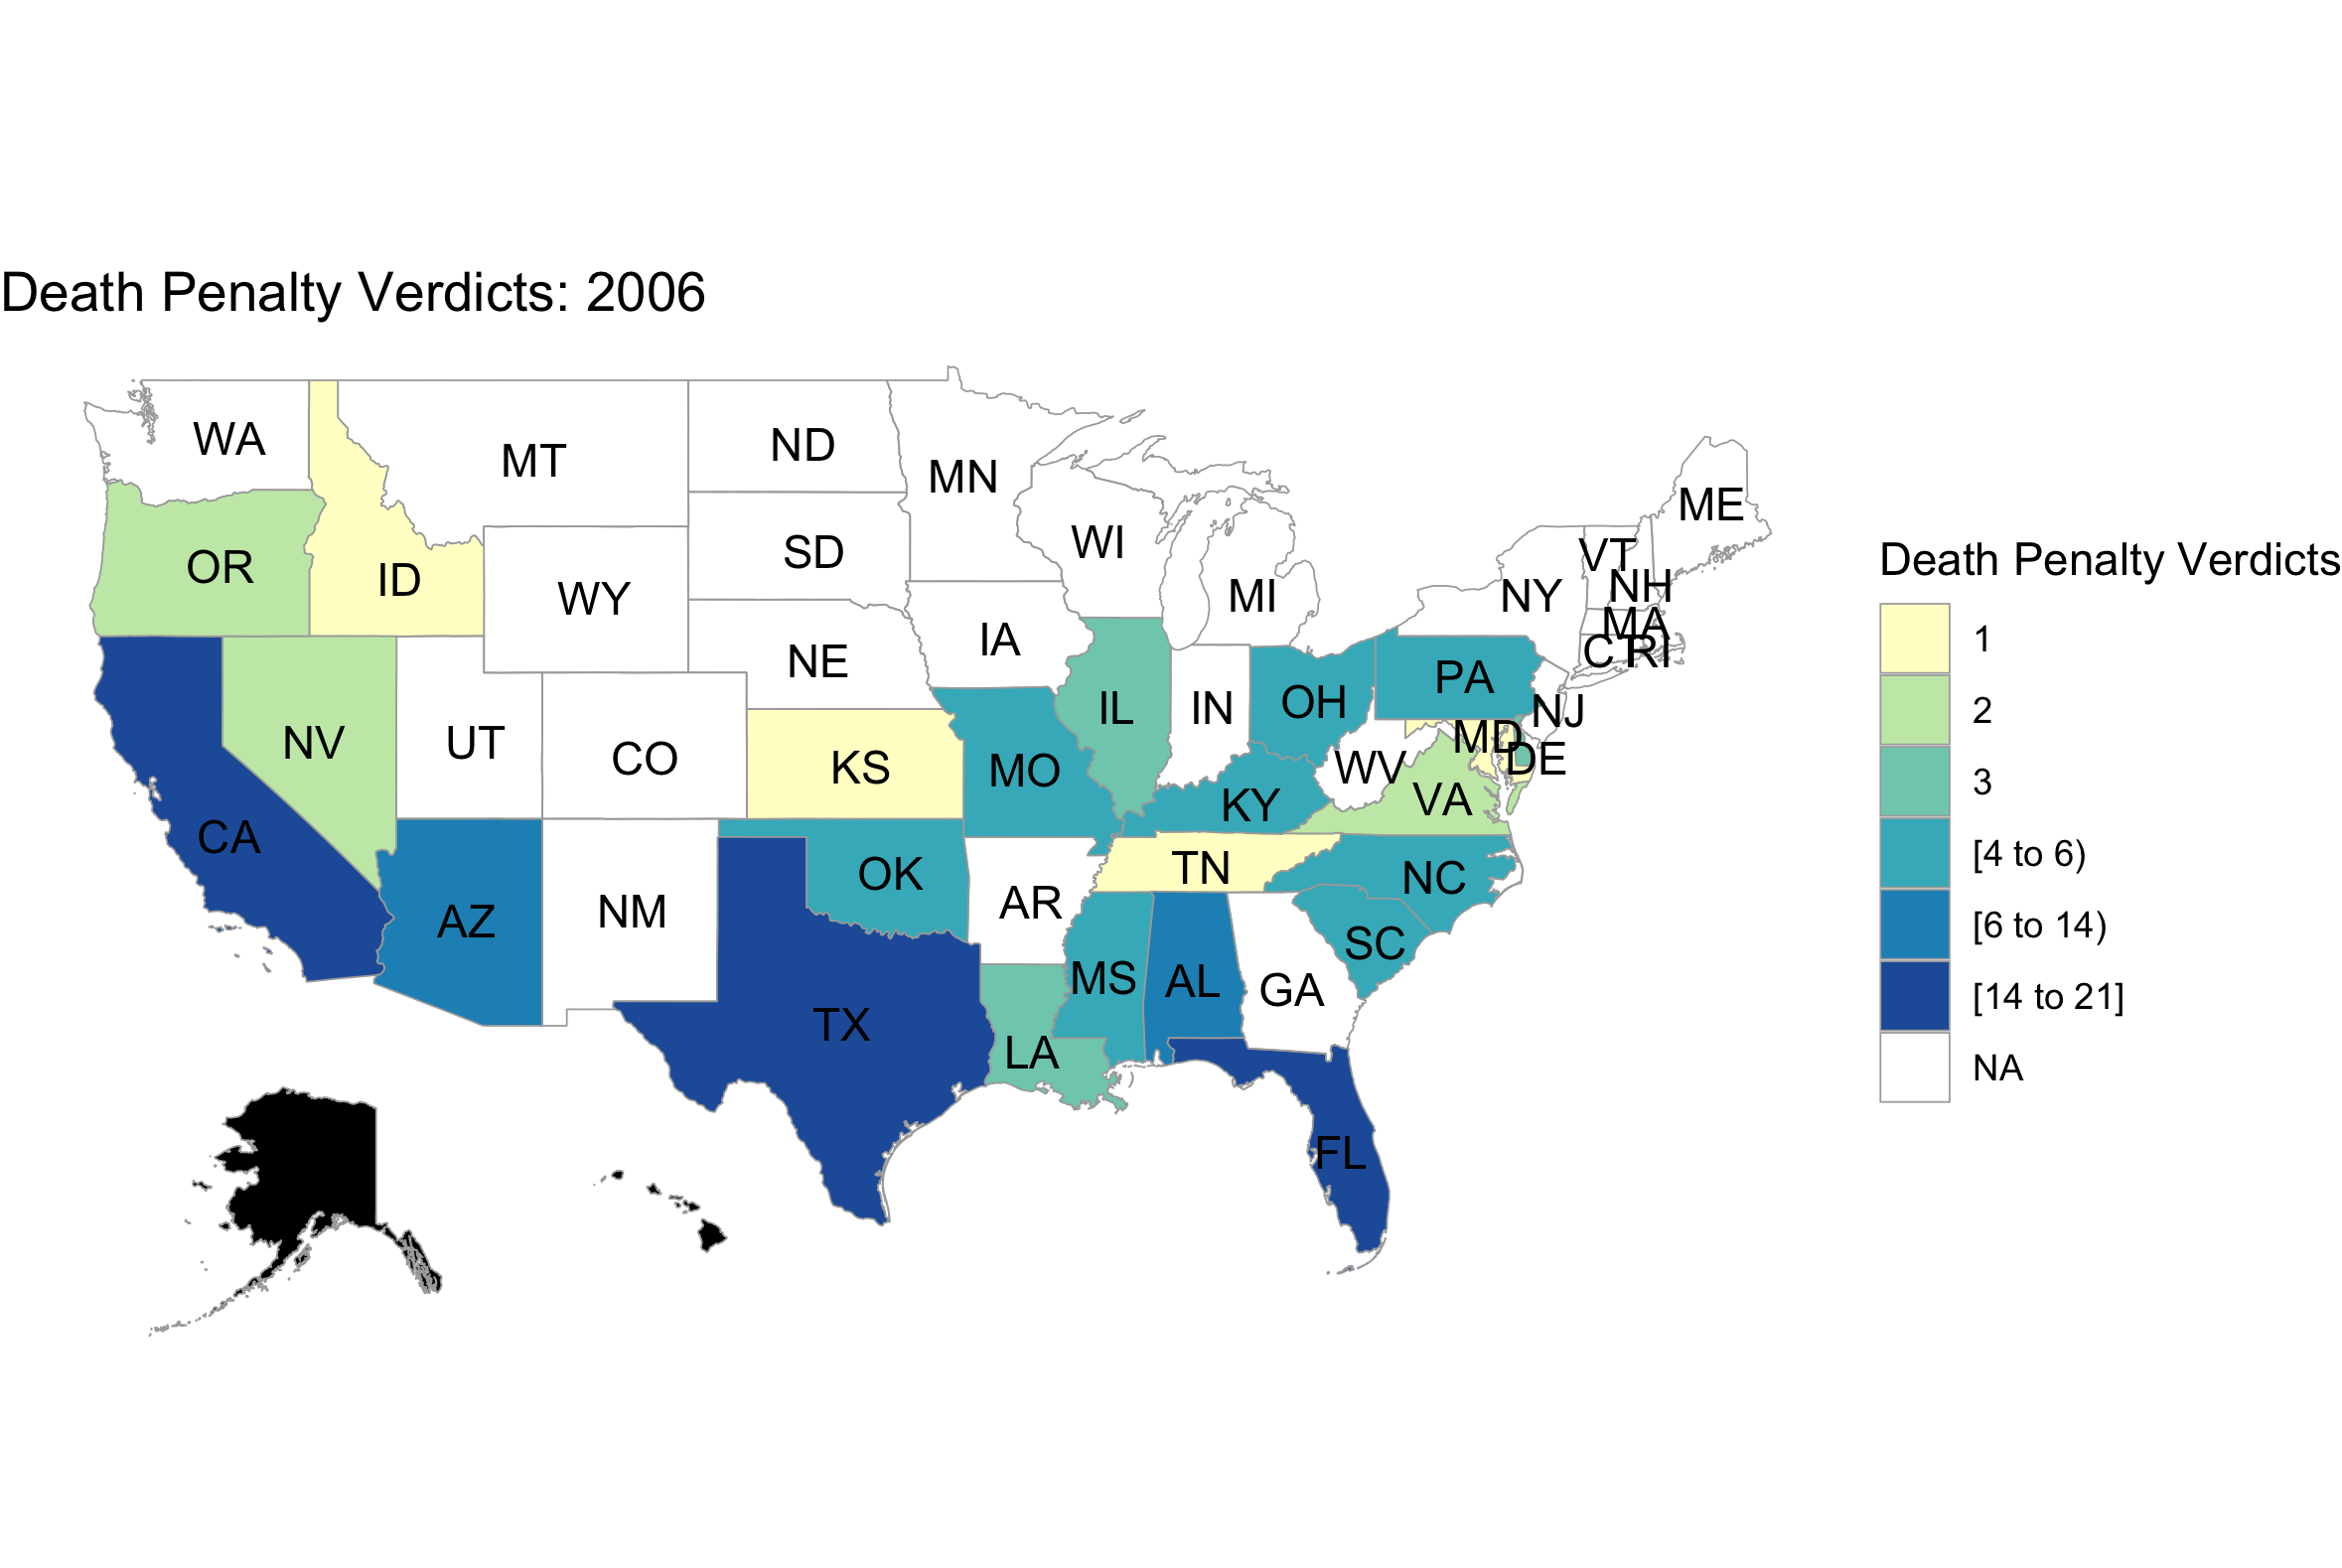 Death Penalty Verdicts: 2006
WA
MT
ND
MN
ME
OR
ID
SD
WI
VT
NH
WY
MI
NY
MA
IA
NE
CT
RI
PA
NV
UT
CO
KS
MO
IL
IN
OH
NJ
MD
DE
WV
VA
KY
CA
AZ
NM
OK
AR
TN
NC
SC
TX
LA
MS
AL
GA
FL
Death Penalty Verdicts
1
2
3
[4 to 6)
[6 to 14)
[14 to 21]
NA